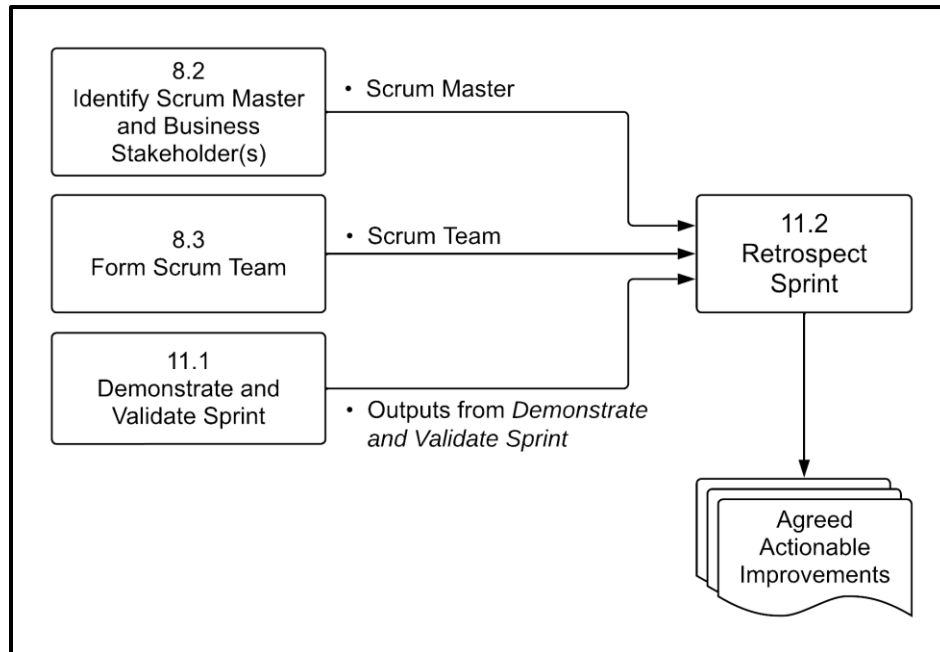 8.2
Identify Scrum Master
and Business
Stakeholder(s)
• Scrum Master
8.3
Form Scrum Team
• Scrum Team
11.2
Retrospect
Sprint
11.1
Demonstrate and
Validate Sprint
• Outputs from Demonstrate
and Validate Sprint
Agreed
Actionable
Improvements